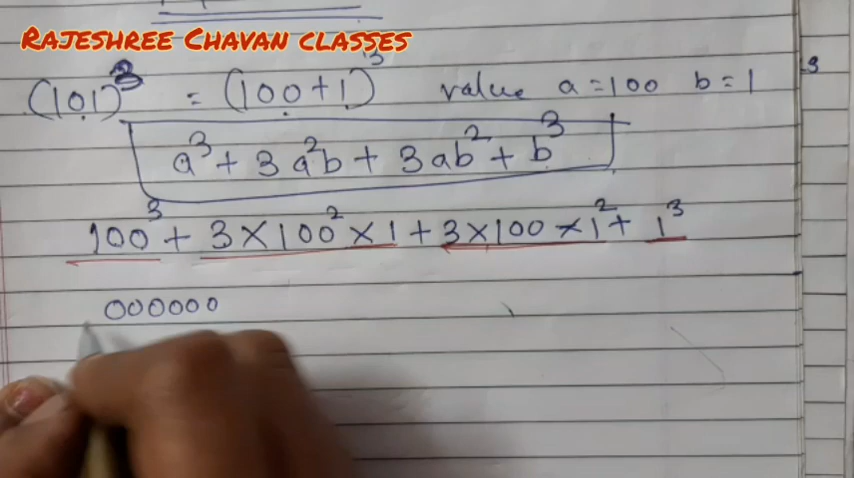 RAJESHREE CHAVAN CLASSES
(101)³ = (100+1)³ value a=100 b=1
a³ + 3a²b + 3ab² + b³
100³ + 3×100²×1 + 3×100×1² + 1³
000000